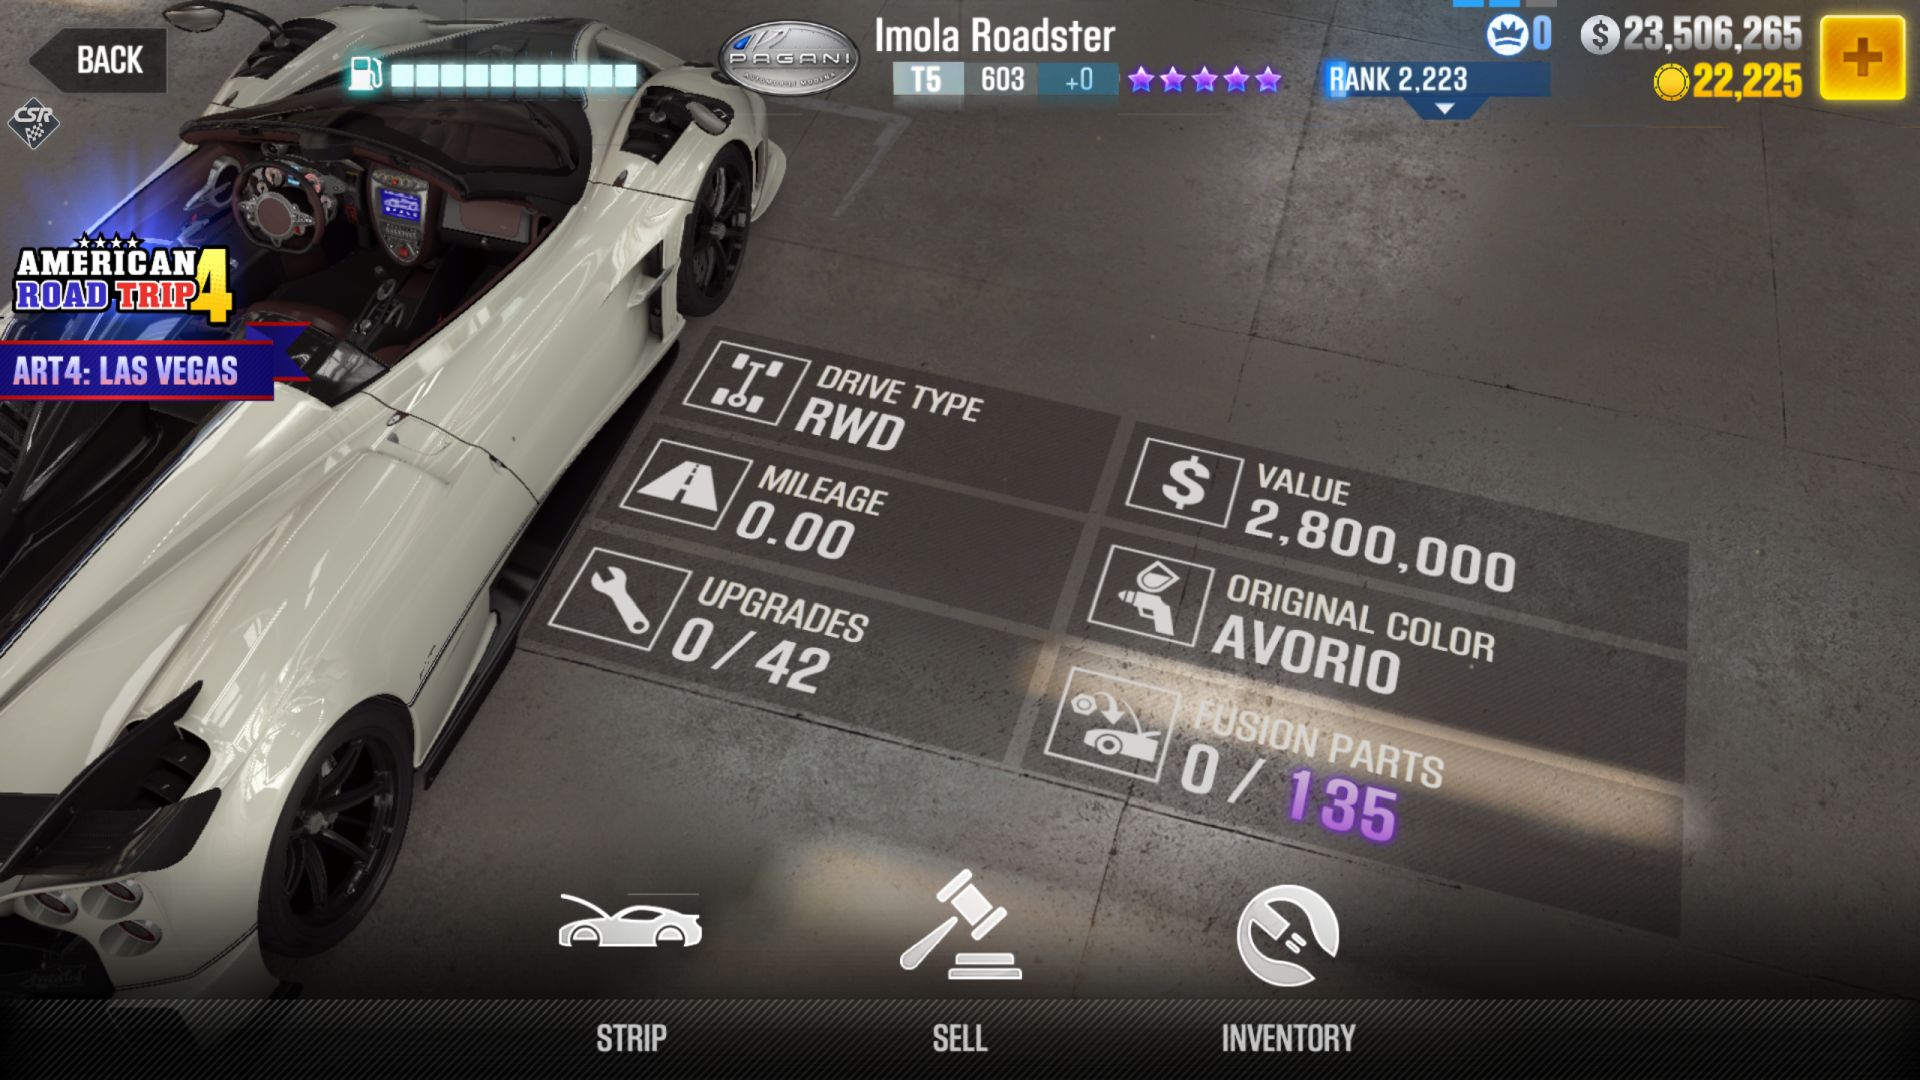 BACK
CSR
PAGANI
AUTOMOBILI MODENA
Imola Roadster
T5 603 +0
RANK 2,223
0
23,506,265
22,225
AMERICAN
ROAD TRIP 4
ART4: LAS VEGAS
DRIVE TYPE
RWD
MILEAGE
0.00
UPGRADES
0 / 42
VALUE
2,800,000
ORIGINAL COLOR
AVORIO
FUSION PARTS
0 / 135
STRIP
SELL
INVENTORY